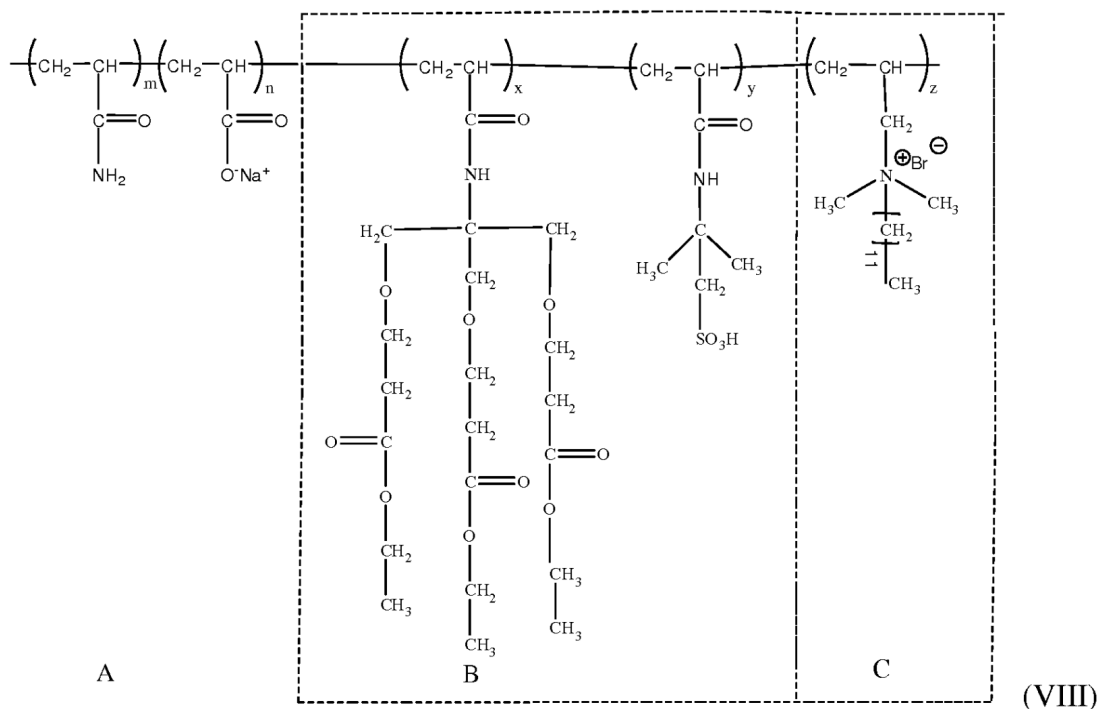 CH₂ CH m CH₂ CH n CH₂ CH x CH₂ CH y CH₂ CH z
C O C O C O C O CH₂
NH₂ O⁻Na⁺ NH NH N ⊕ Br ⊖
H₃C CH₃
H₂C C CH₂ C CH₂
H₃C CH₃ 11
O CH₂ CH₂ CH₃
O O
CH₂ CH₂ SO₃H
CH₂ CH₂ CH₂
CH₂ CH₂
O C C O
C O
O O
CH₂ O
CH₂ CH₃
CH₃ CH₃
CH₃
A B C
(VIII)